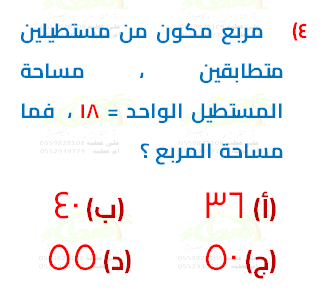 ٤) مربع مكون من مستطيلين
متطابقين ، مساحة
المستطيل الواحد = ١٨ ، فما
مساحة المربع ؟
(أ) ٣٦ (ب) ٤٠
(ج) ٥٠ (د) ٥٥